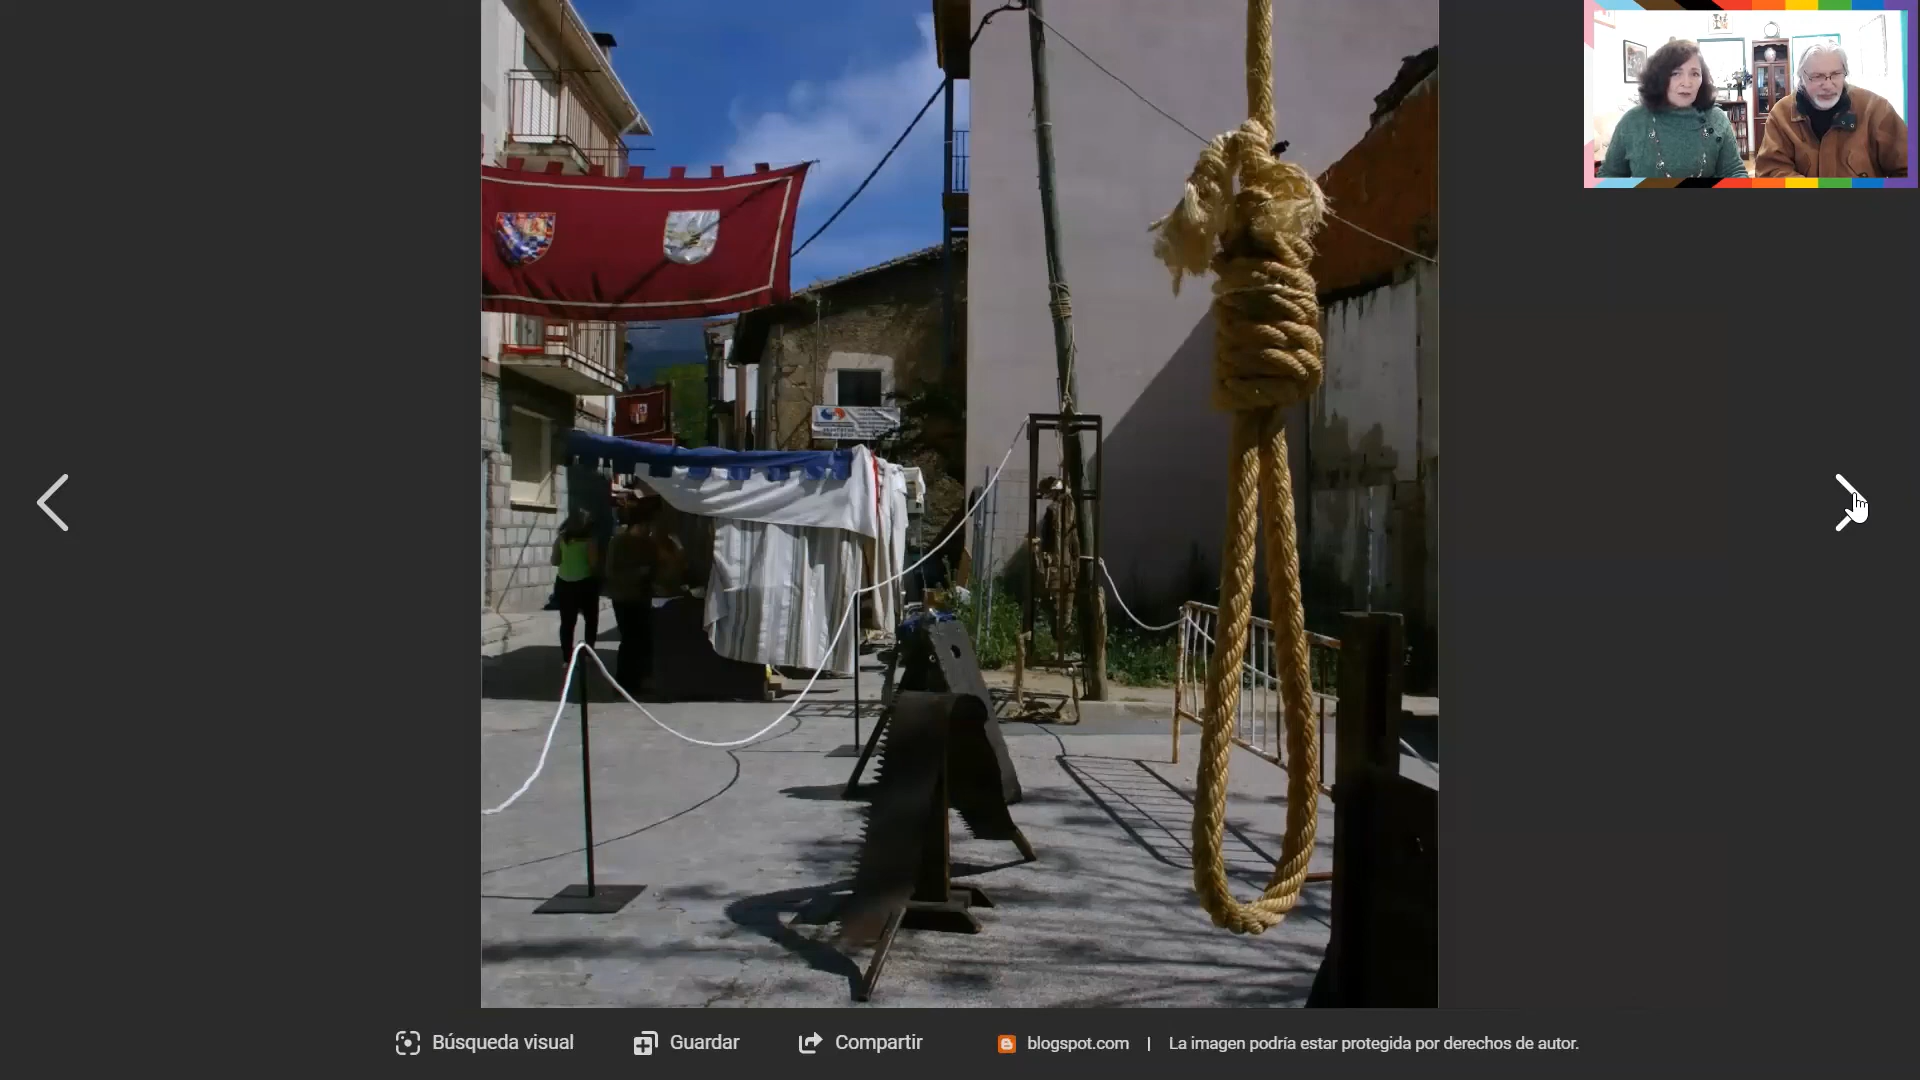 Búsqueda visual
Guardar
Compartir
blogspot.com | La imagen podría estar protegida por derechos de autor.